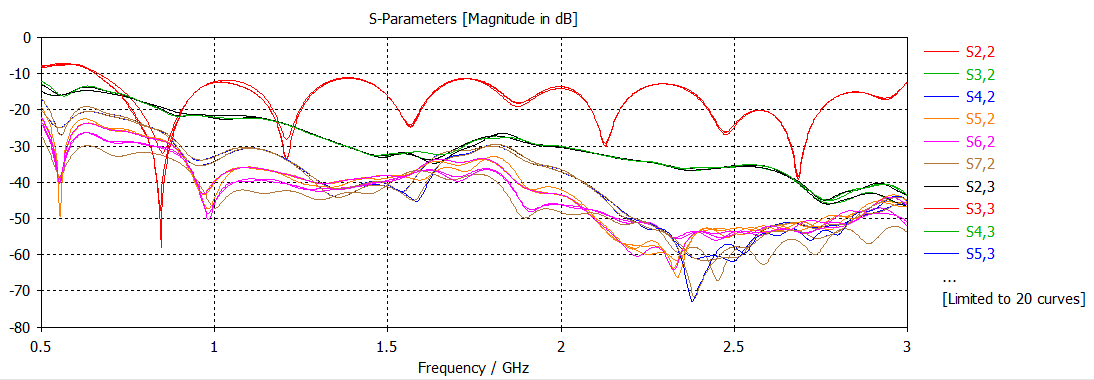 S-Parameters [Magnitude in dB]
0
-10
-20
-30
-40
-50
-60
-70
-80
0.5 1 1.5 2 2.5 3
Frequency / GHz
S2,2
S3,2
S4,2
S5,2
S6,2
S7,2
S2,3
S3,3
S4,3
S5,3
...
[Limited to 20 curves]